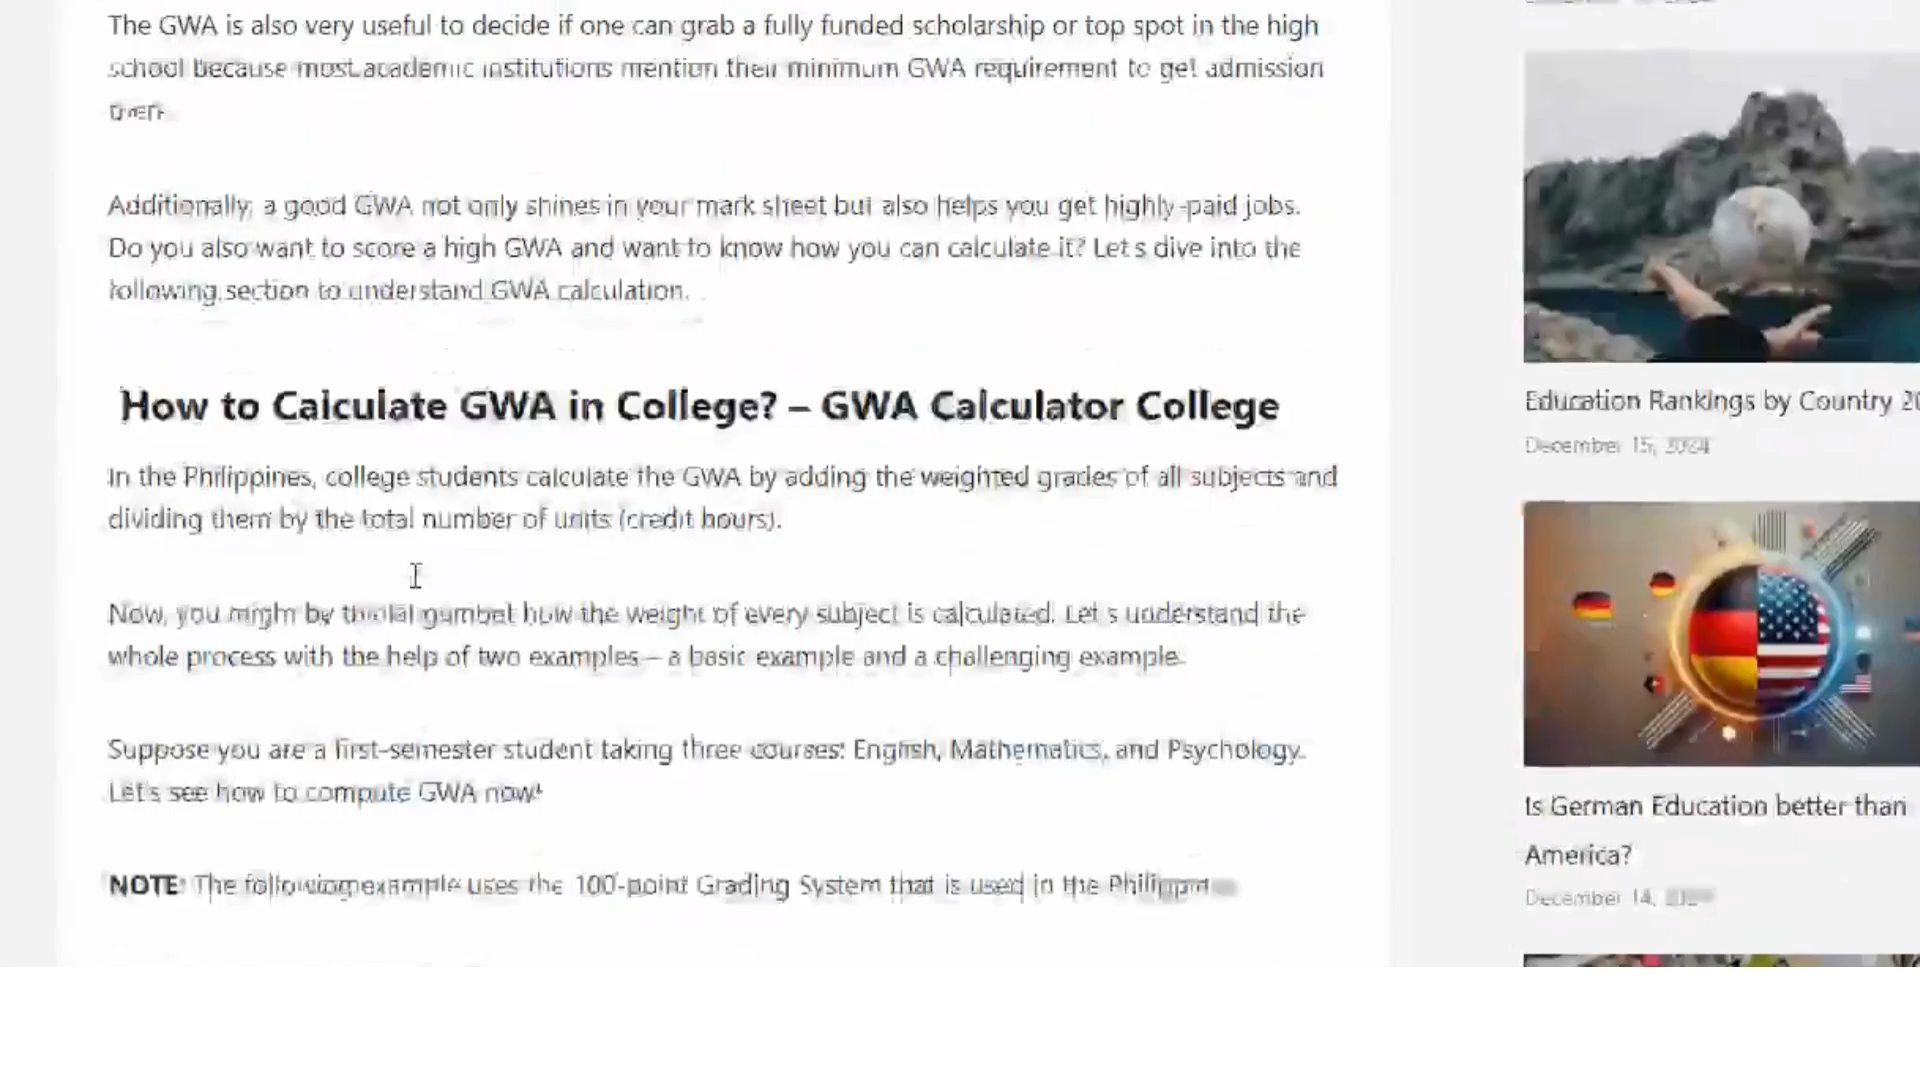 The GWA is also very useful to decide if one can grab a fully funded scholarship or top spot in the high
school because most academic institutions mention their minimum GWA requirement to get admission
Additionally, a good GWA not only shines in your mark sheet but also helps you get highly-paid jobs.
Do you also want to score a high GWA and want to know how you can calculate it? Let's dive into the
following section to understand GWA calculation.
How to Calculate GWA in College? – GWA Calculator College
In the Philippines, college students calculate the GWA by adding the weighted grades of all subjects and
dividing them by the total number of units (credit hours).
Now, you might be how the weight of every subject is calculated. Let's understand the
whole process with the help of two examples – a basic example and a challenging example.
Suppose you are a first-semester student taking three courses: English, Mathematics, and Psychology.
Let's see how to compute GWA now!
NOTE: The following example uses the 100-point Grading System that is used in the
Education Rankings by Country
December 15, 2024
Is German Education better than
America?
December 14,